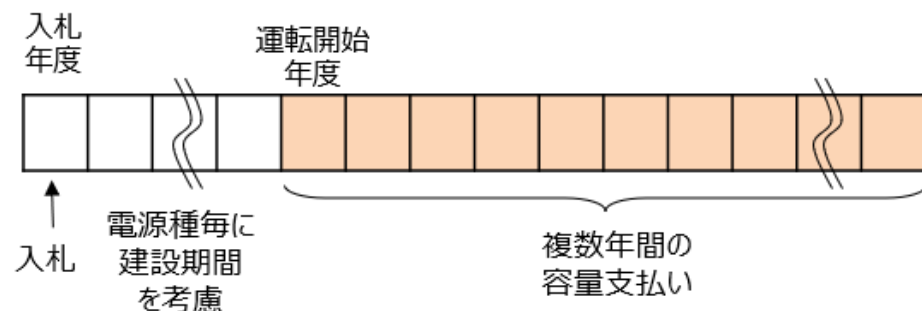 入札
年度
運転開始
年度
入札
電源種毎に
建設期間
を考慮
複数年間の
容量支払い